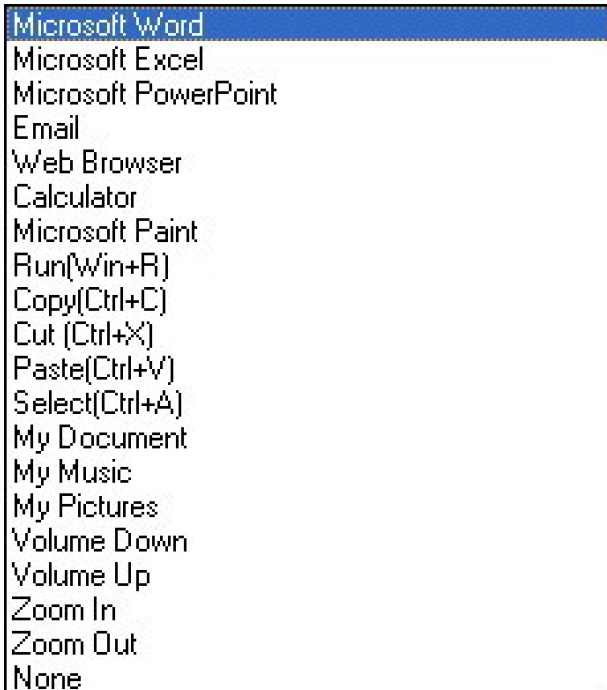 Microsoft Word
Microsoft Excel
Microsoft PowerPoint
Email
Web Browser
Calculator
Microsoft Paint
Run(Win+R)
Copy(Ctrl+C)
Cut (Ctrl+X)
Paste(Ctrl+V)
Select(Ctrl+A)
My Document
My Music
My Pictures
Volume Down
Volume Up
Zoom In
Zoom Out
None